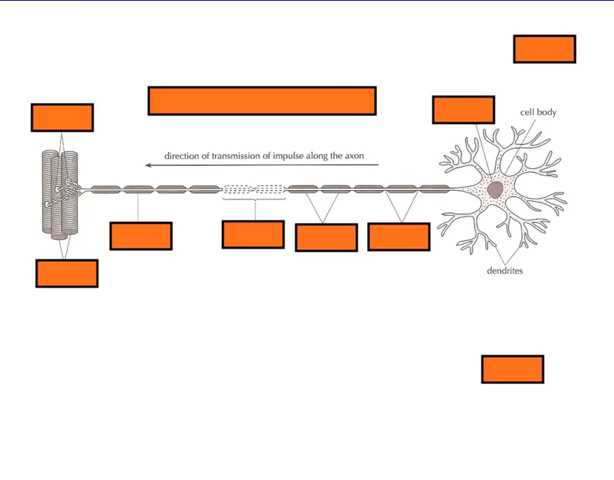 cell body
direction of transmission of impulse along the axon
dendrites